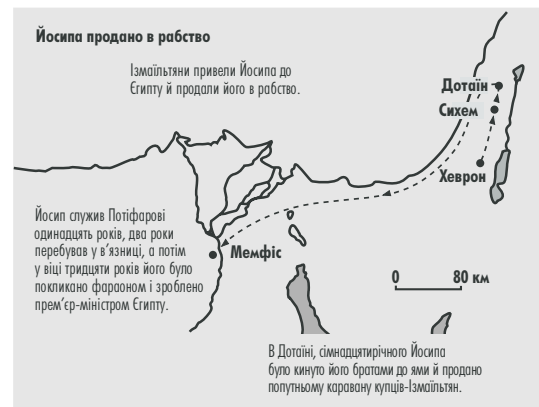 Йосипа продано в рабство
Ізмаїльтяни привели Йосипа до
Єгипту й продали його в рабство.
Дотаїн
Сихем
Хеврон
Йосип служив Потіфарові
одинадцять років, два роки
перебував у в’язниці, а потім
у віці тридцяти років його було
покликано фараоном і зроблено
прем’єр-міністром Єгипту.
Мемфіс
0 80 км
В Дотаїні, сімнадцятирічного Йосипа
було кинуто його братами до ями й продано
попутньому каравану купців-Ізмаїльтян.